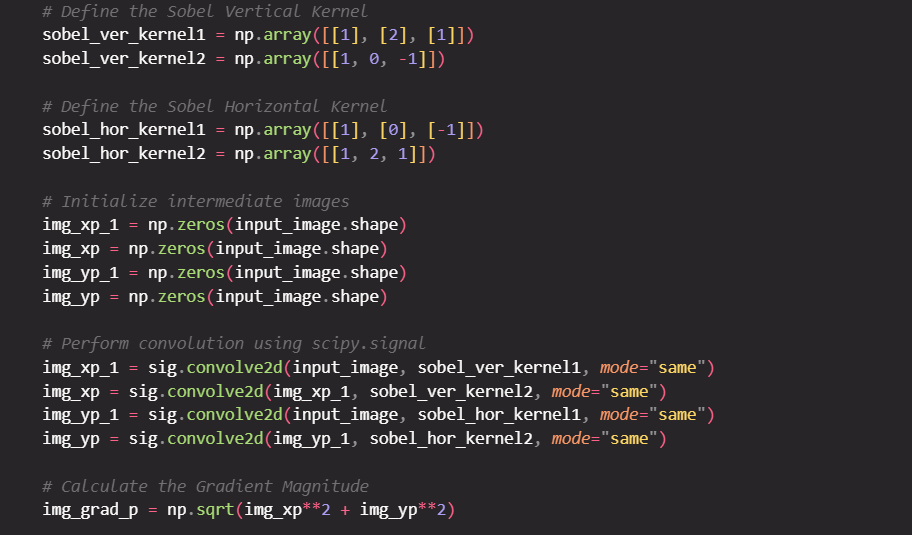 # Define the Sobel Vertical Kernel
sobel_ver_kernel1 = np.array([[1], [2], [1]])
sobel_ver_kernel2 = np.array([[1, 0, -1]])
# Define the Sobel Horizontal Kernel
sobel_hor_kernel1 = np.array([[1], [0], [-1]])
sobel_hor_kernel2 = np.array([[1, 2, 1]])
# Initialize intermediate images
img_xp_1 = np.zeros(input_image.shape)
img_xp = np.zeros(input_image.shape)
img_yp_1 = np.zeros(input_image.shape)
img_yp = np.zeros(input_image.shape)
# Perform convolution using scipy.signal
img_xp_1 = sig.convolve2d(input_image, sobel_ver_kernel1, mode="same")
img_xp = sig.convolve2d(img_xp_1, sobel_ver_kernel2, mode="same")
img_yp_1 = sig.convolve2d(input_image, sobel_hor_kernel1, mode="same")
img_yp = sig.convolve2d(img_yp_1, sobel_hor_kernel2, mode="same")
# Calculate the Gradient Magnitude
img_grad_p = np.sqrt(img_xp**2 + img_yp**2)